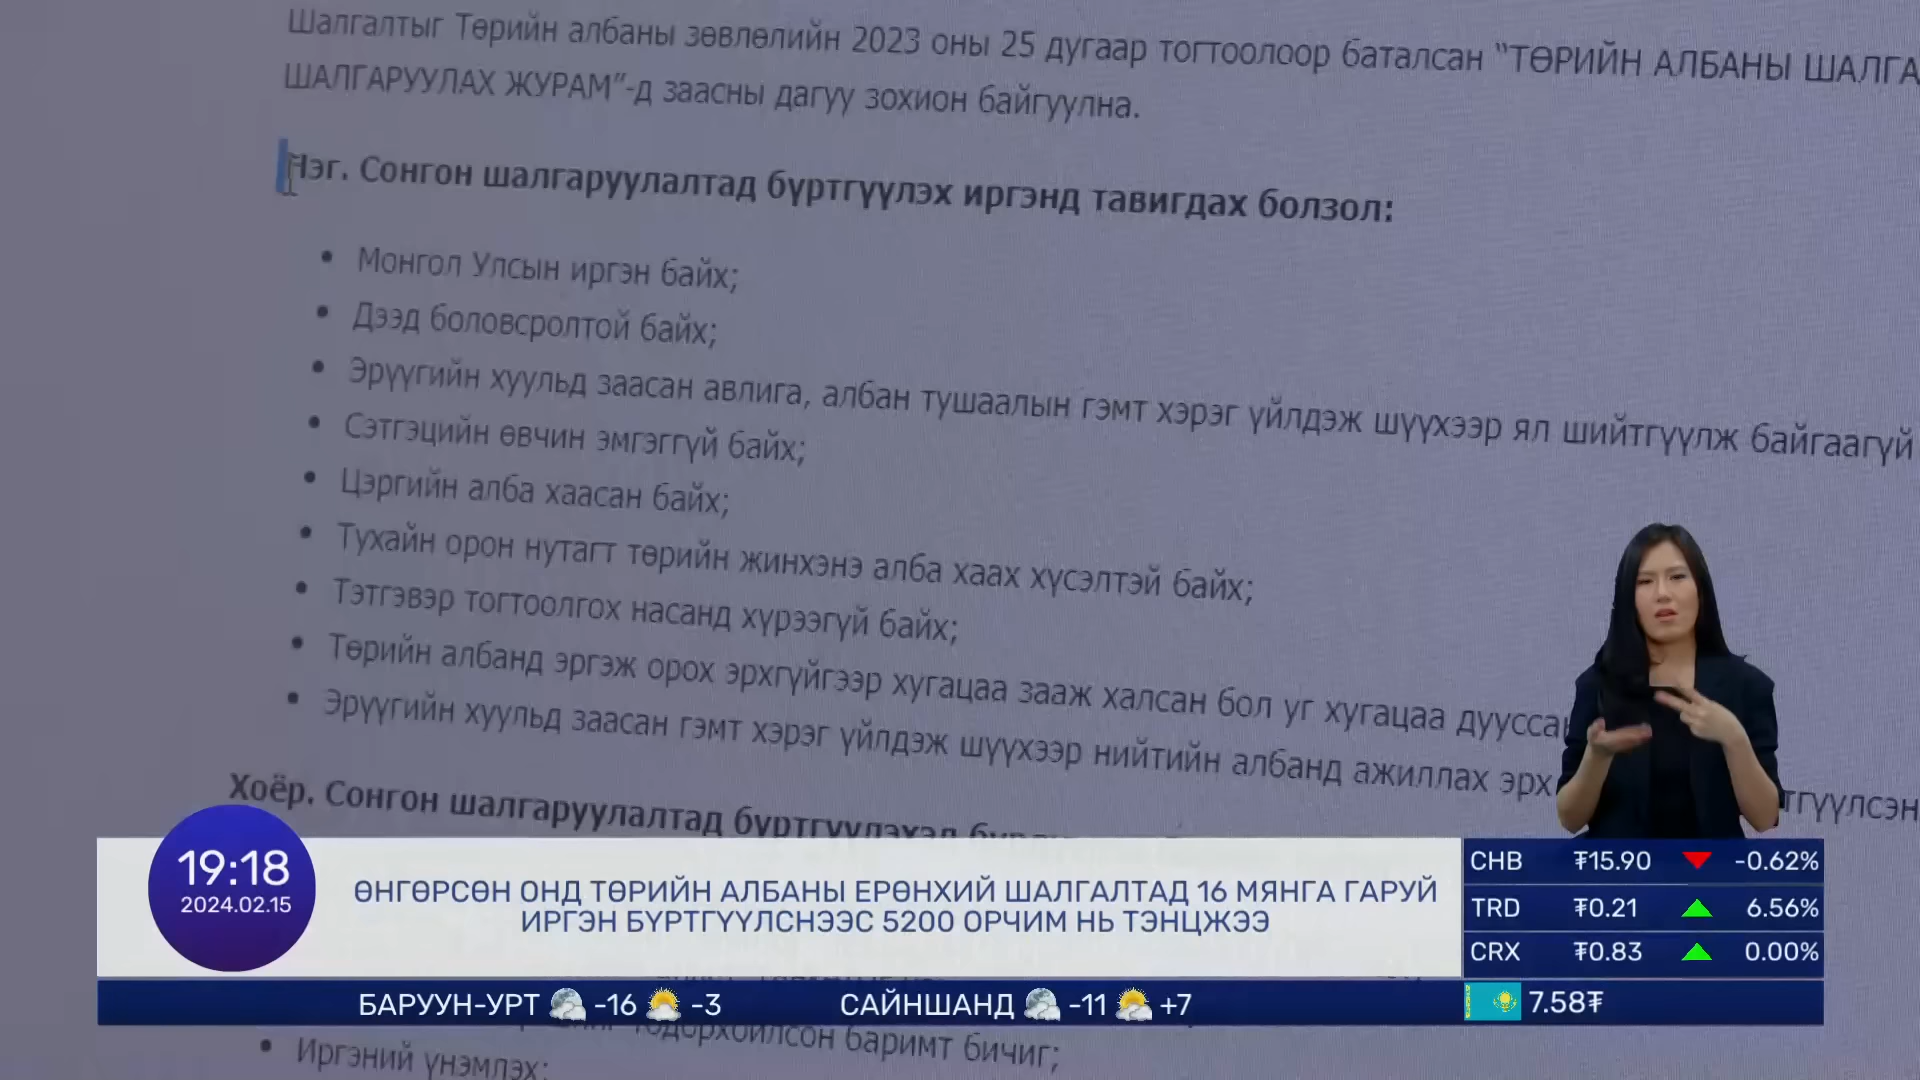 Шалгалтыг Төрийн албаны зөвлөлийн 2023 оны 25 дугаар тогтоолоор баталсан “ТӨРИЙН АЛБАНЫ ШАЛГА
ШАЛГАРУУЛАХ ЖУРАМ”-д заасны дагуу зохион байгуулна.
Нэг. Сонгон шалгаруулалтад бүртгүүлэх иргэнд тавигдах болзол:
• Монгол Улсын иргэн байх;
• Дээд боловсролтой байх;
• Эрүүгийн хуульд заасан авлига, албан тушаалын гэмт хэрэг үйлдэж шүүхээр ял шийтгүүлж байгаагүй
• Сэтгэцийн өвчин эмгэггүй байх;
• Цэргийн алба хаасан байх;
• Тухайн орон нутагт төрийн жинхэнэ алба хаах хүсэлтэй байх;
• Тэтгэвэр тогтоолгох насанд хүрээгүй байх;
• Төрийн албанд эргэж орох эрхгүйгээр хугацаа зааж халсан бол уг хугацаа дууссан
• Эрүүгийн хуульд заасан гэмт хэрэг үйлдэж шүүхээр нийтийн албанд ажиллах эрх тгүүлсэн
Хоёр. Сонгон шалгаруулалтад
19:18
2024.02.15
ӨНГӨРСӨН ОНД ТӨРИЙН АЛБАНЫ ЕРӨНХИЙ ШАЛГАЛТАД 16 МЯНГА ГАРУЙ
ИРГЭН БҮРТГҮҮЛСНЭЭС 5200 ОРЧИМ НЬ ТЭНЦЖЭЭ
CHB ₮15.90 -0.62%
TRD ₮0.21 6.56%
CRX ₮0.83 0.00%
БАРУУН-УРТ -16 -3 САЙНШАНД -11 +7
7.58₮
баримт бичиг;
• Иргэний үнэмлэх;